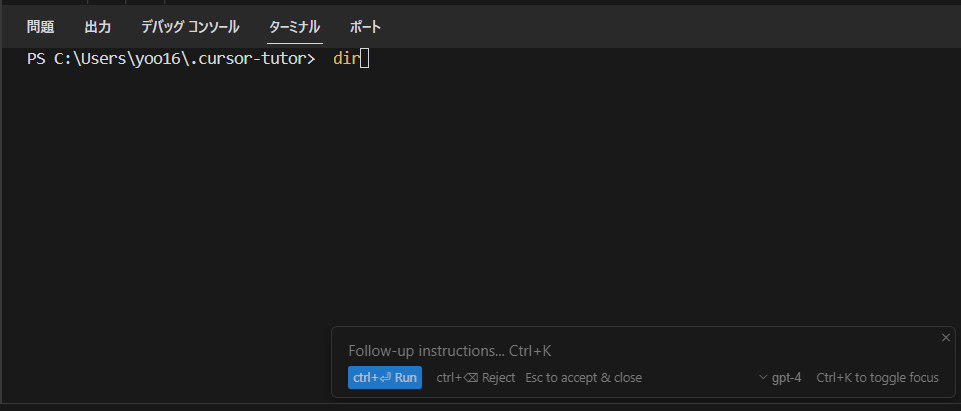 問題 出力 デバッグ コンソール ターミナル ポート
PS C:\Users\yoo16\.cursor-tutor> dir
Follow-up instructions... Ctrl+K
ctrl+⏎ Run ctrl+⌫ Reject Esc to accept & close gpt-4 Ctrl+K to toggle focus